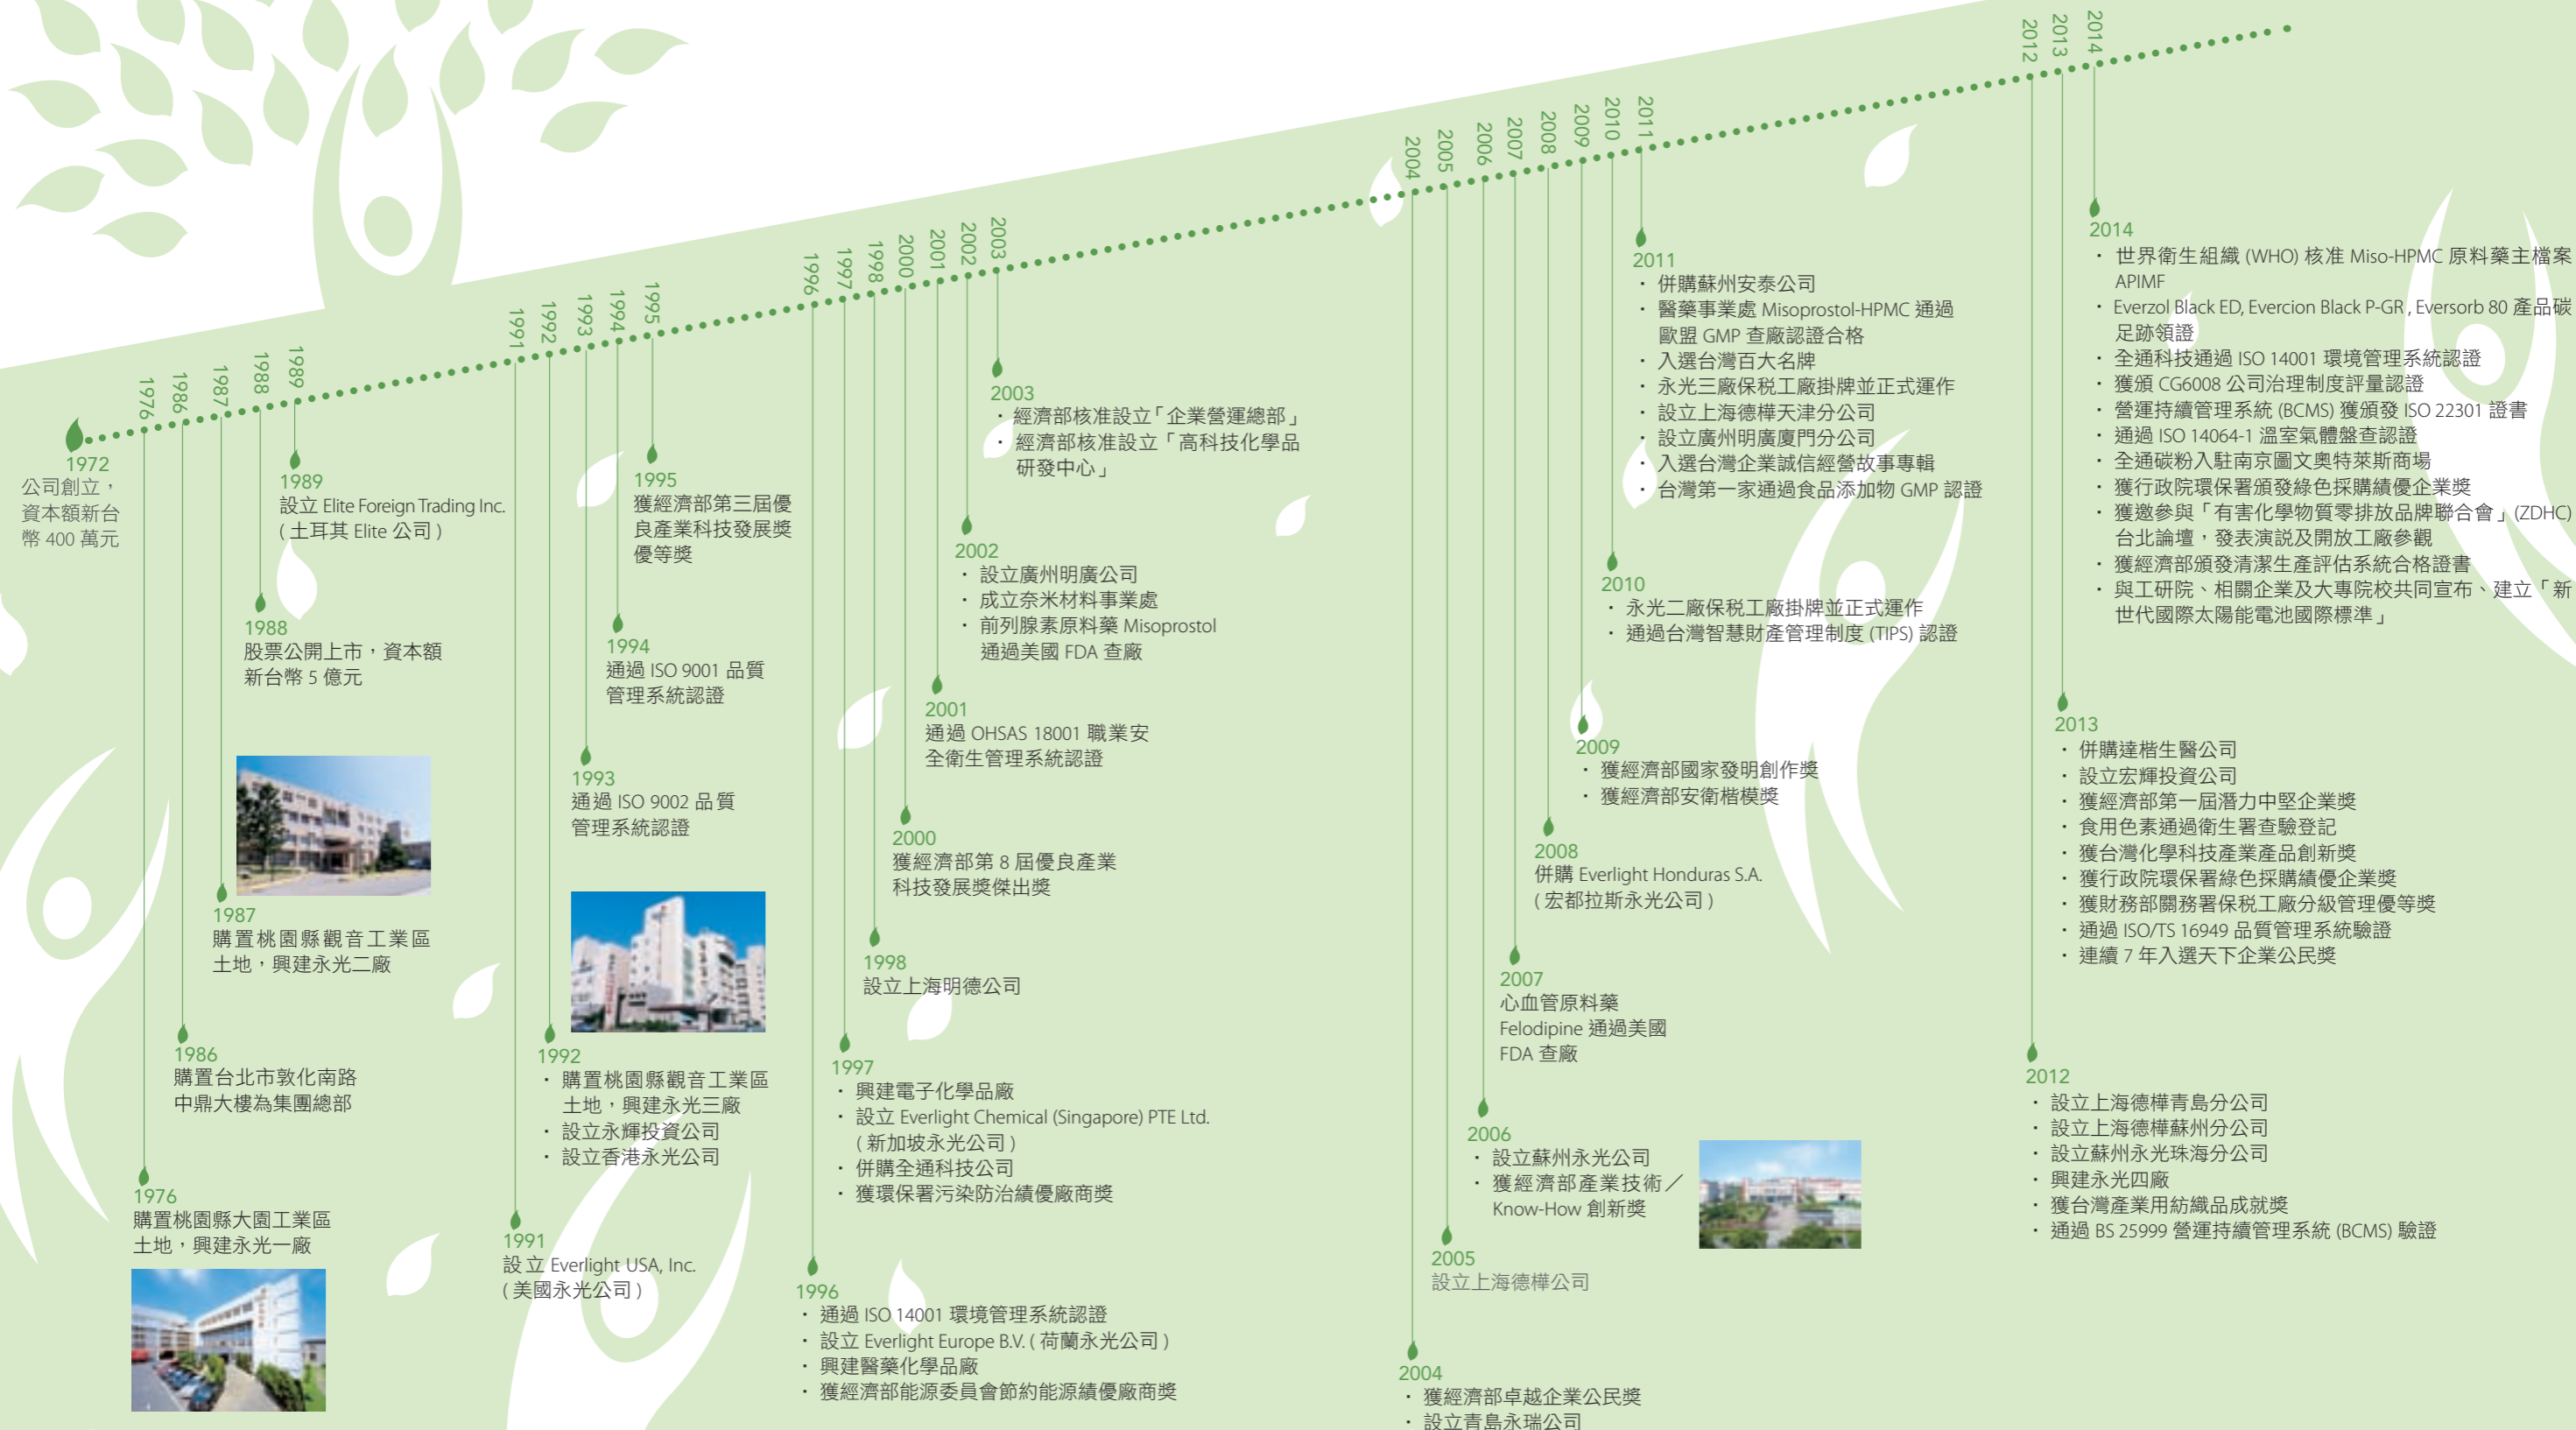 1972
1976
1986
1987
1988
1989
1991
1992
1993
1994
1995
1996
1997
1998
2000
2001
2002
2003
2004
2005
2006
2007
2008
2009
2010
2011
2012
2013
2014
公司創立，
資本額新台
幣 400 萬元
1976
購置桃園縣大園工業區
土地，興建永光一廠
1986
購置台北市敦化南路
中鼎大樓為集團總部
1987
購置桃園縣觀音工業區
土地，興建永光二廠
1988
股票公開上市，資本額
新台幣 5 億元
1989
設立 Elite Foreign Trading Inc.
( 土耳其 Elite 公司 )
1991
設立 Everlight USA, Inc.
( 美國永光公司 )
1992
・ 購置桃園縣觀音工業區
土地，興建永光三廠
・ 設立永輝投資公司
・ 設立香港永光公司
1993
通過 ISO 9002 品質
管理系統認證
1994
通過 ISO 9001 品質
管理系統認證
1995
獲經濟部第三屆優
良產業科技發展獎
優等獎
1996
・ 通過 ISO 14001 環境管理系統認證
・ 設立 Everlight Europe B.V. ( 荷蘭永光公司 )
・ 興建醫藥化學品廠
・ 獲經濟部能源委員會節約能源績優廠商獎
1997
・ 興建電子化學品廠
・ 設立 Everlight Chemical (Singapore) PTE Ltd.
( 新加坡永光公司 )
・ 併購全通科技公司
・ 獲環保署污染防治績優廠商獎
1998
設立上海明德公司
2000
獲經濟部第 8 屆優良產業
科技發展獎傑出獎
2001
通過 OHSAS 18001 職業安
全衛生管理系統認證
2002
・ 設立廣州明廣公司
・ 成立奈米材料事業處
・ 前列腺素原料藥 Misoprostol
通過美國 FDA 查廠
2003
・ 經濟部核准設立「企業營運總部」
・ 經濟部核准設立「高科技化學品
研發中心」
2004
・ 獲經濟部卓越企業公民獎
・ 設立青島永瑞公司
2005
設立上海德樺公司
2006
・ 設立蘇州永光公司
・ 獲經濟部產業技術／
Know-How 創新獎
2007
心血管原料藥
Felodipine 通過美國
FDA 查廠
2008
併購 Everlight Honduras S.A.
( 宏都拉斯永光公司 )
2009
・ 獲經濟部國家發明創作獎
・ 獲經濟部安衛楷模獎
2010
・ 永光二廠保稅工廠掛牌並正式運作
・ 通過台灣智慧財產管理制度 (TIPS) 認證
2011
・ 併購蘇州安泰公司
・ 醫藥事業處 Misoprostol-HPMC 通過
歐盟 GMP 查廠認證合格
・ 入選台灣百大名牌
・ 永光三廠保稅工廠掛牌並正式運作
・ 設立上海德樺天津分公司
・ 設立廣州明廣廈門分公司
・ 入選台灣企業誠信經營故事專輯
・ 台灣第一家通過食品添加物 GMP 認證
2012
・ 設立上海德樺青島分公司
・ 設立上海德樺蘇州分公司
・ 設立蘇州永光珠海分公司
・ 興建永光四廠
・ 獲台灣產業用紡織品成就獎
・ 通過 BS 25999 營運持續管理系統 (BCMS) 驗證
2013
・ 併購達楷生醫公司
・ 設立宏輝投資公司
・ 獲經濟部第一屆潛力中堅企業獎
・ 食用色素通過衛生署查驗登記
・ 獲台灣化學科技產業產品創新獎
・ 獲行政院環保署綠色採購績優企業獎
・ 獲財務部關務署保稅工廠分級管理優等獎
・ 通過 ISO/TS 16949 品質管理系統驗證
・ 連續 7 年入選天下企業公民獎
2014
・ 世界衛生組織 (WHO) 核准 Miso-HPMC 原料藥主檔案
APIMF
・ Everzol Black ED, Evercion Black P-GR , Eversorb 80 產品碳
足跡領證
・ 全通科技通過 ISO 14001 環境管理系統認證
・ 獲頒 CG6008 公司治理制度評量認證
・ 營運持續管理系統 (BCMS) 獲頒發 ISO 22301 證書
・ 通過 ISO 14064-1 溫室氣體盤查認證
・ 全通碳粉入駐南京圖文奧特萊斯商場
・ 獲行政院環保署頒發綠色採購績優企業獎
・ 獲邀參與「有害化學物質零排放品牌聯合會」(ZDHC)
台北論壇，發表演說及開放工廠參觀
・ 獲經濟部頒發清潔生產評估系統合格證書
・ 與工研院、相關企業及大專院校共同宣布、建立「新
世代國際太陽能電池國際標準」